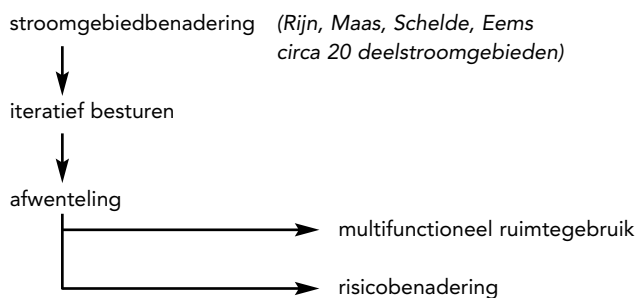 stroomgebiedbenadering (Rijn, Maas, Schelde, Eems
circa 20 deelstroomgebieden)
iteratief besturen
afwenteling
multifunctioneel ruimtegebruik
risicobenadering